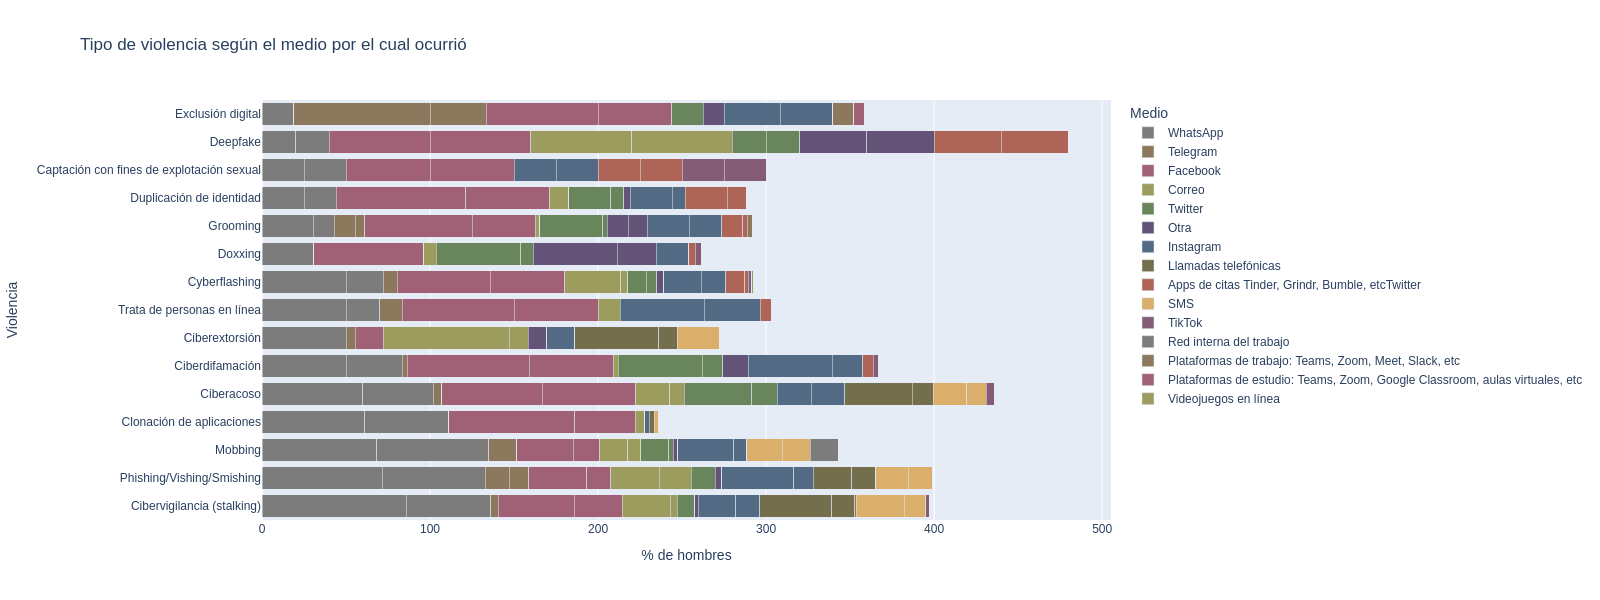 Tipo de violencia según el medio por el cual ocurrió
Violencia
Exclusión digital
Deepfake
Captación con fines de explotación sexual
Duplicación de identidad
Grooming
Doxxing
Cyberflashing
Trata de personas en línea
Ciberextorsión
Ciberdifamación
Ciberacoso
Clonación de aplicaciones
Mobbing
Phishing/Vishing/Smishing
Cibervigilancia (stalking)
0 100 200 300 400 500
% de hombres
Medio
WhatsApp
Telegram
Facebook
Correo
Twitter
Otra
Instagram
Llamadas telefónicas
Apps de citas Tinder, Grindr, Bumble, etcTwitter
SMS
TikTok
Red interna del trabajo
Plataformas de trabajo: Teams, Zoom, Meet, Slack, etc
Plataformas de estudio: Teams, Zoom, Google Classroom, aulas virtuales, etc
Videojuegos en línea